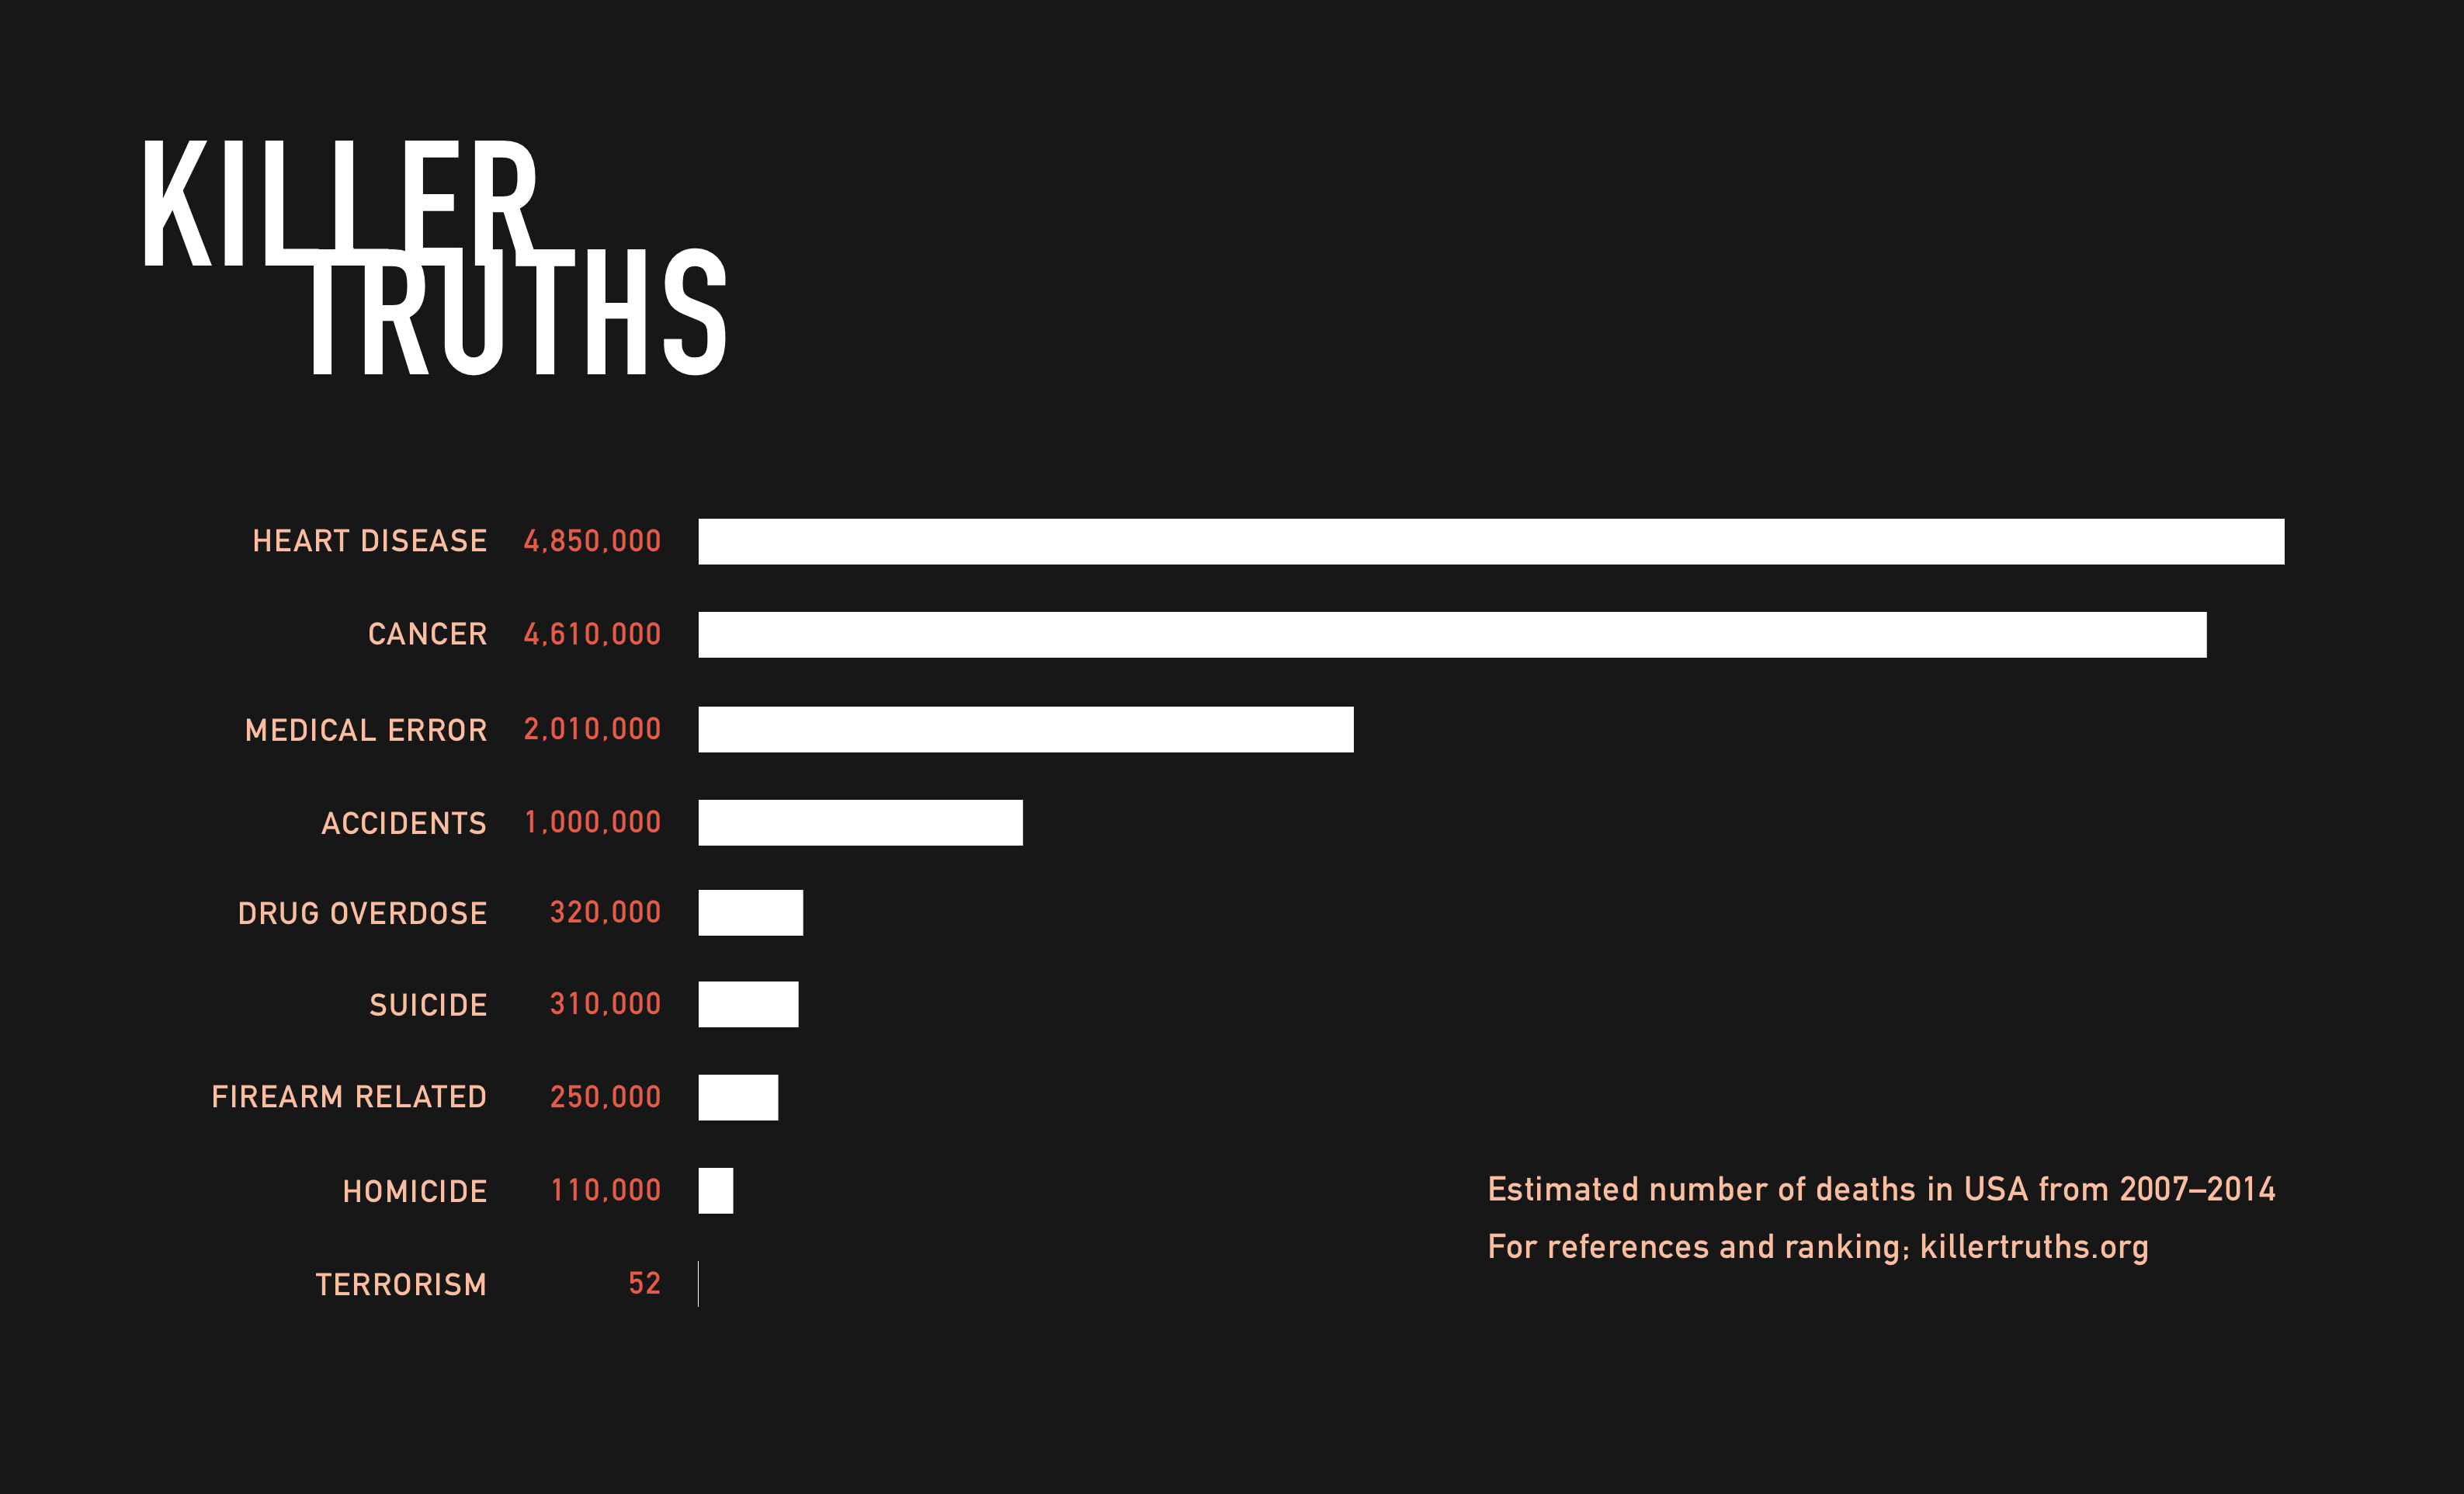 KILLER
TRUTHS
HEART DISEASE 4,850,000
CANCER 4,610,000
MEDICAL ERROR 2,010,000
ACCIDENTS 1,000,000
DRUG OVERDOSE 320,000
SUICIDE 310,000
FIREARM RELATED 250,000
HOMICIDE 110,000
TERRORISM 52
Estimated number of deaths in USA from 2007–2014
For references and ranking; killertruths.org